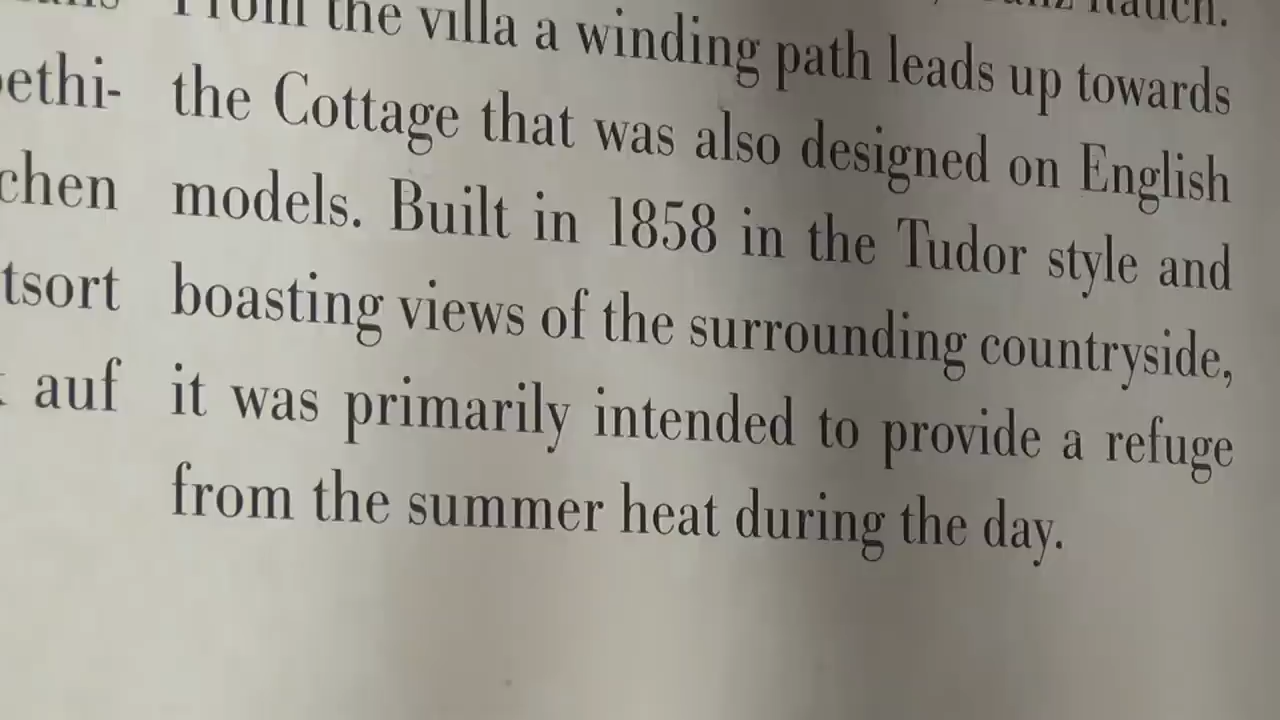 From the villa a winding path leads up towards
ethi- the Cottage that was also designed on English
chen models. Built in 1858 in the Tudor style and
tsort boasting views of the surrounding countryside,
auf it was primarily intended to provide a refuge
from the summer heat during the day.